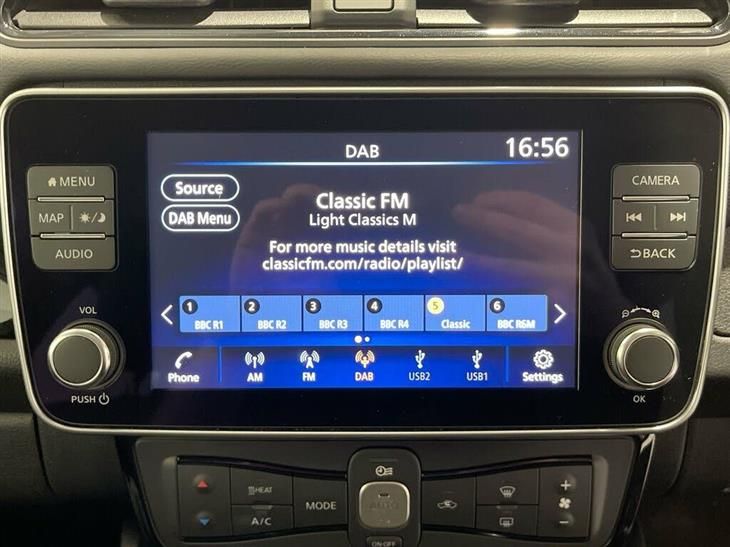 DAB 16:56
MENU
MAP
AUDIO
Source
DAB Menu
Classic FM
Light Classics M
For more music details visit
classicfm.com/radio/playlist/
CAMERA
BACK
1 2 3 4 5 6
BBC R1 BBC R2 BBC R3 BBC R4 Classic BBC R6M
Phone AM FM DAB USB2 USB1 Settings
VOL
PUSH
OK
HEAT
A/C
MODE
AUTO
ON·OFF
+
-